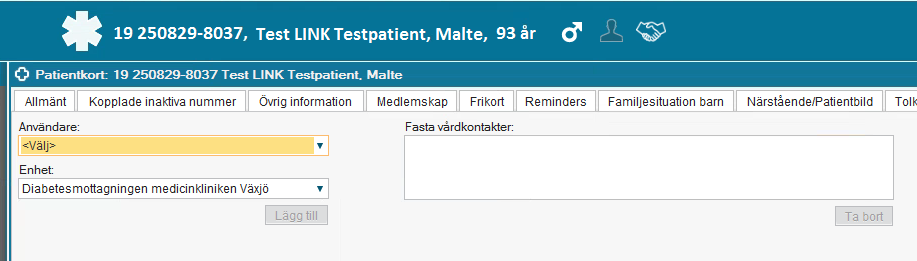 19 250829-8037, Test LINK Testpatient, Malte, 93 år
Patientkort: 19 250829-8037 Test LINK Testpatient, Malte
Allmänt Kopplade inaktiva nummer Övrig information Medlemskap Frikort Reminders Familjesituation barn Närstående/Patientbild Tolk
Användare: Fasta vårdkontakter:
<Välj>
Enhet:
Diabetesmottagningen medicinkliniken Växjö
Lägg till Ta bort